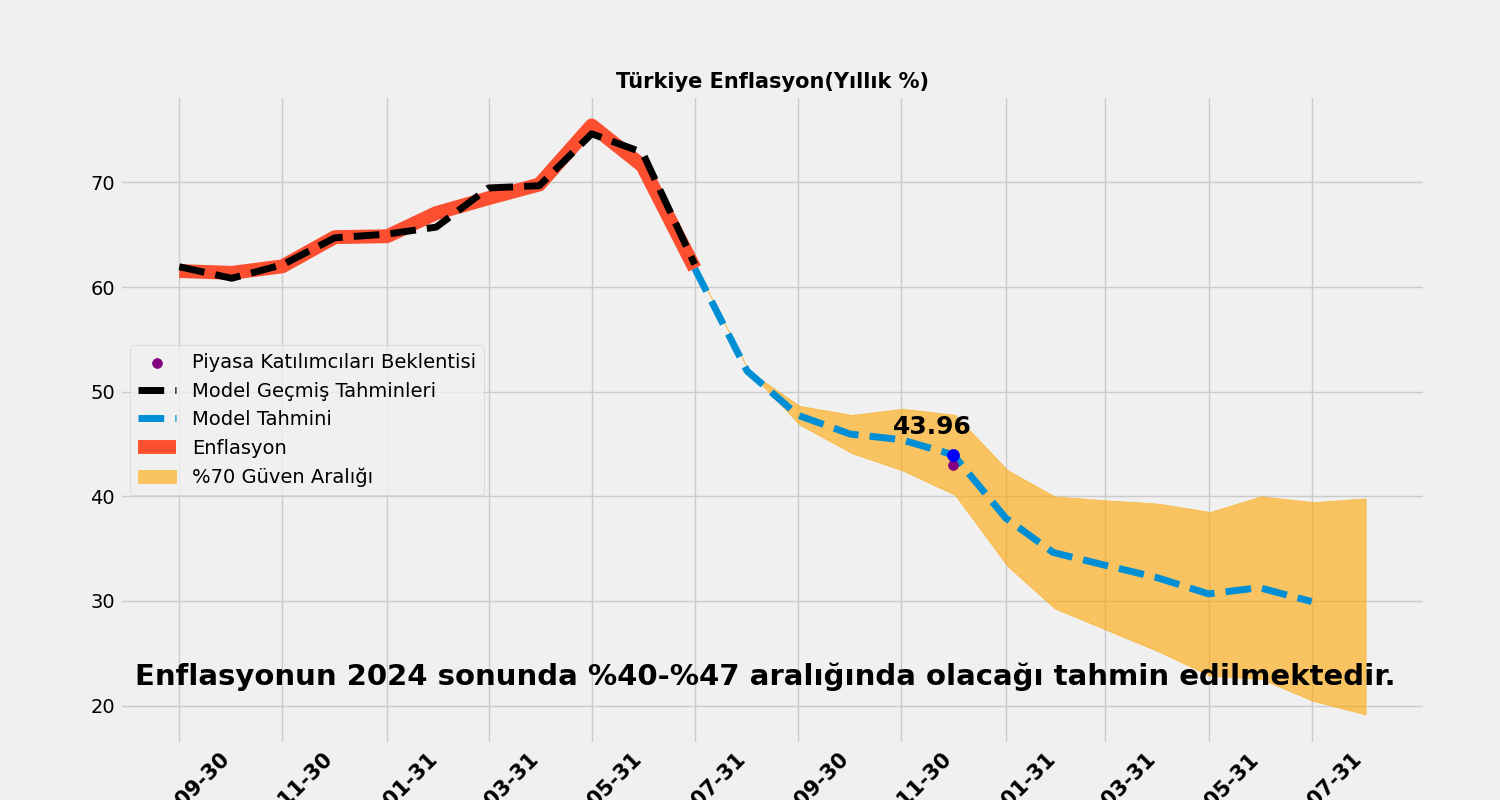 Türkiye Enflasyon(Yıllık %)
70
60
50
40
30
20
Piyasa Katılımcıları Beklentisi
Model Geçmiş Tahminleri
Model Tahmini
Enflasyon
%70 Güven Aralığı
43.96
Enflasyonun 2024 sonunda %40-%47 aralığında olacağı tahmin edilmektedir.
09-30
11-30
01-31
03-31
05-31
07-31
09-30
11-30
01-31
03-31
05-31
07-31